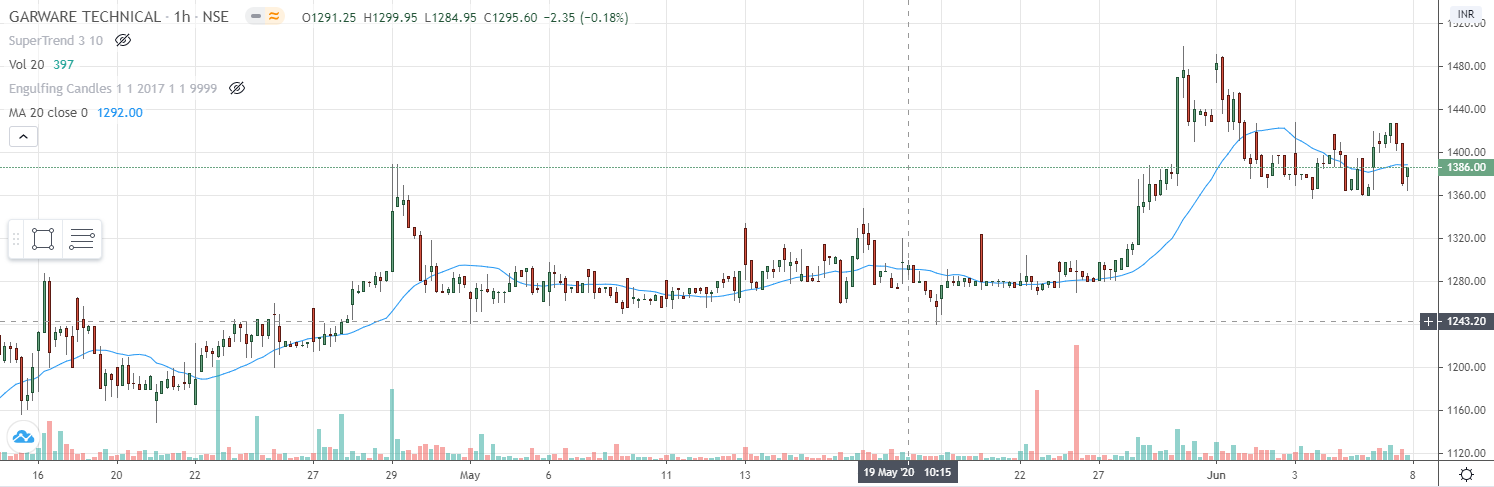 GARWARE TECHNICAL · 1h · NSE O1291.25 H1299.95 L1284.95 C1295.60 −2.35 (−0.18%)
INR
SuperTrend 3 10
Vol 20 397
Engulfing Candles 1 1 2017 1 1 9999
MA 20 close 0 1292.00
1520.00
1480.00
1440.00
1400.00
1386.00
1360.00
1320.00
1280.00
1243.20
1200.00
1160.00
1120.00
16 20 22 27 29 May 6 11 13 19 May '20 10:15 22 27 Jun 3 8